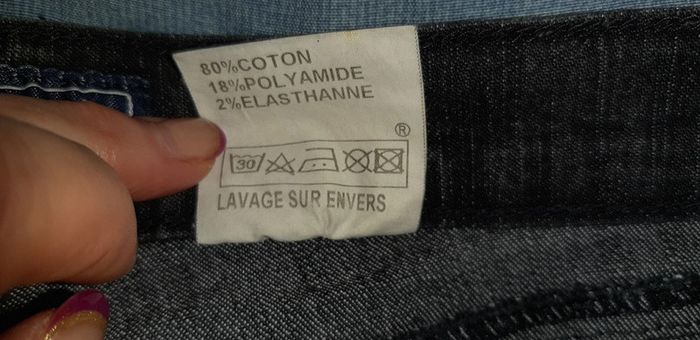 80%COTON
18%POLYAMIDE
2%ELASTHANNE
®
30
LAVAGE SUR ENVERS